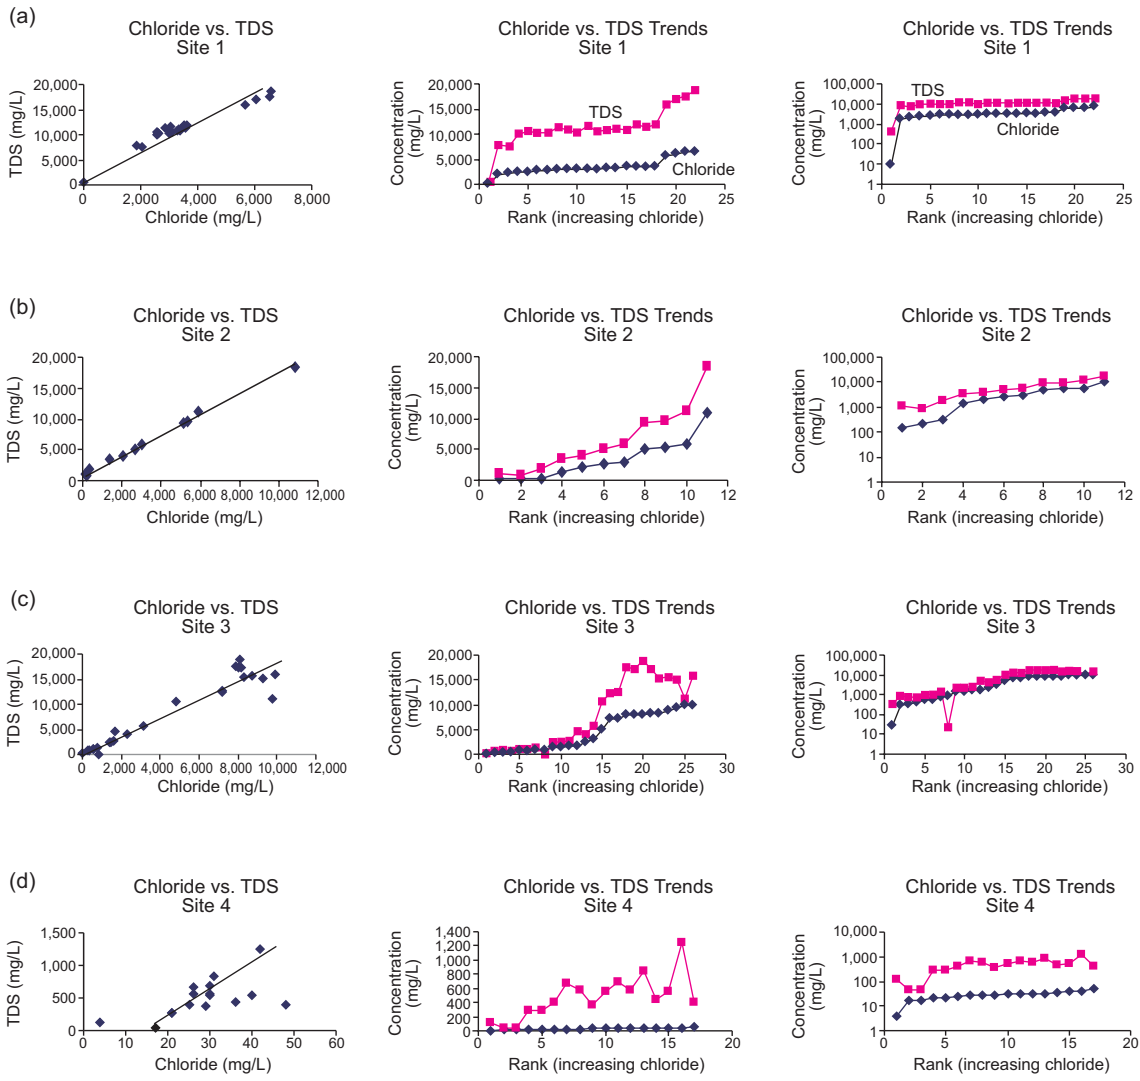 (a)
Chloride vs. TDS
Site 1
20,000
15,000
10,000
5,000
0
0
2,000
4,000
6,000
8,000
TDS (mg/L)
Chloride (mg/L)
Chloride vs. TDS Trends
Site 1
20,000
15,000
10,000
5,000
0
0
5
10
15
20
25
Concentration
(mg/L)
TDS
Chloride
Rank (increasing chloride)
Chloride vs. TDS Trends
Site 1
100,000
10,000
1,000
100
10
1
0
5
10
15
20
25
Concentration
(mg/L)
TDS
Chloride
Rank (increasing chloride)
(b)
Chloride vs. TDS
Site 2
20,000
15,000
10,000
5,000
0
0
2,000
4,000
6,000
8,000
10,000
12,000
TDS (mg/L)
Chloride (mg/L)
Chloride vs. TDS Trends
Site 2
20,000
15,000
10,000
5,000
0
0
2
4
6
8
10
12
Concentration
(mg/L)
Rank (increasing chloride)
Chloride vs. TDS Trends
Site 2
100,000
10,000
1,000
100
10
1
0
2
4
6
8
10
12
Concentration
(mg/L)
Rank (increasing chloride)
(c)
Chloride vs. TDS
Site 3
20,000
15,000
10,000
5,000
0
0
2,000
4,000
6,000
8,000
10,000
12,000
TDS (mg/L)
Chloride (mg/L)
Chloride vs. TDS Trends
Site 3
20,000
15,000
10,000
5,000
0
0
5
10
15
20
25
30
Concentration
(mg/L)
Rank (increasing chloride)
Chloride vs. TDS Trends
Site 3
100,000
10,000
1,000
100
10
1
0
5
10
15
20
25
30
Concentration
(mg/L)
Rank (increasing chloride)
(d)
Chloride vs. TDS
Site 4
1,500
1,000
500
0
0
10
20
30
40
50
60
TDS (mg/L)
Chloride (mg/L)
Chloride vs. TDS Trends
Site 4
1,400
1,200
1,000
800
600
400
200
0
0
5
10
15
20
Concentration
(mg/L)
Rank (increasing chloride)
Chloride vs. TDS Trends
Site 4
10,000
1,000
100
10
1
0
5
10
15
20
Concentration
(mg/L)
Rank (increasing chloride)